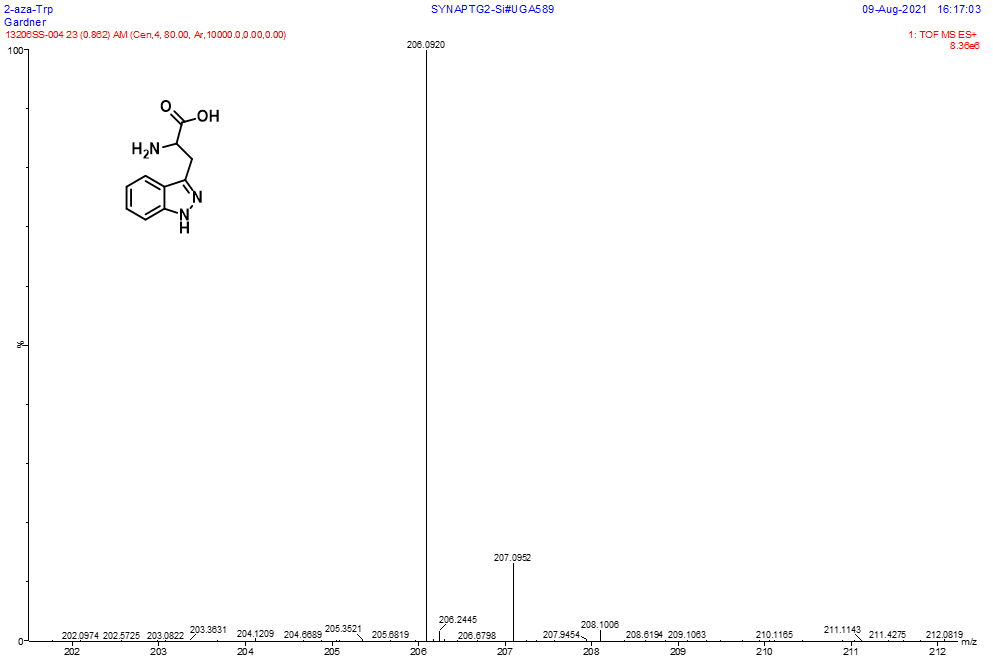 2-aza-Trp SYNAPTG2-Si#UGA589 09-Aug-2021 16:17:03
Gardner
13206SS-004 23 (0.862) AM (Cen,4, 80.00, Ar,10000.0,0.00,0.00) 1: TOF MS ES+
8.36e6
100
206.0920
O
OH
H2N
N
N
H
%
207.0952
206.2445
208.1006
203.3631 205.3521 211.1143
202.0974 202.5725 203.0822 204.1209 204.6689 205.6819 206.6798 207.9454 208.6194 209.1063 210.1165 211.4275 212.0819
0 m/z
202 203 204 205 206 207 208 209 210 211 212